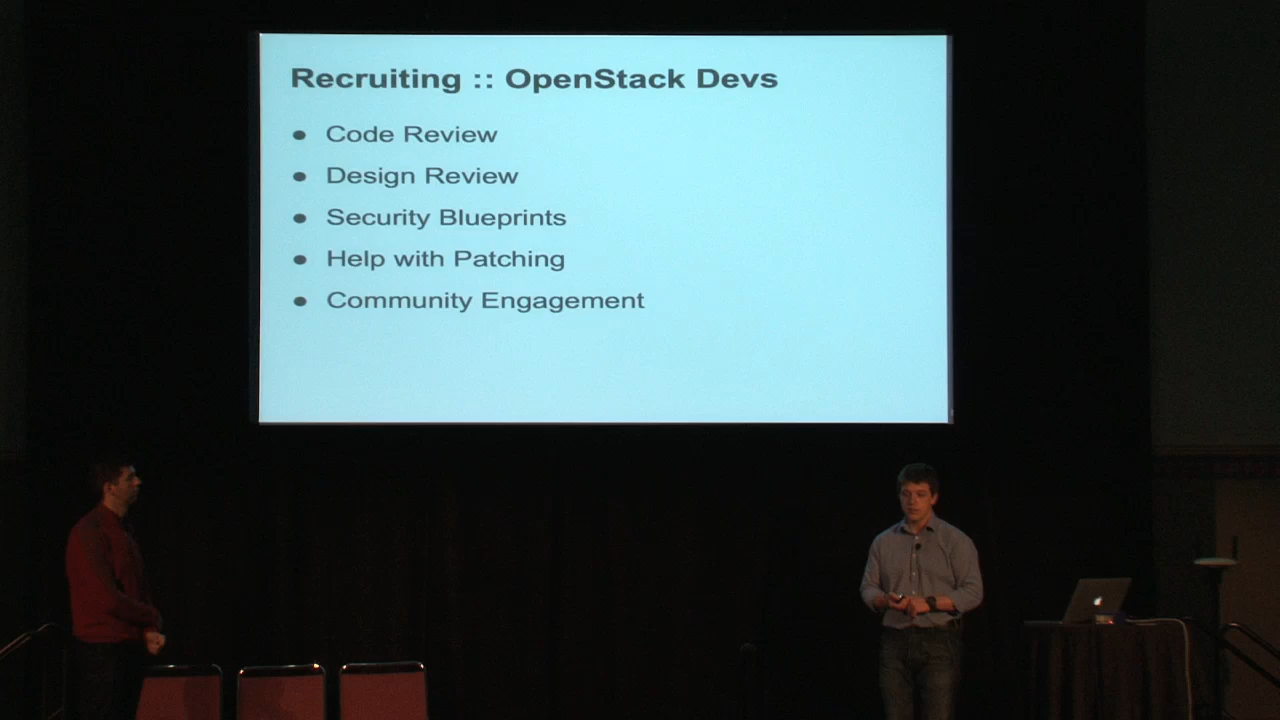 Recruiting :: OpenStack Devs
● Code Review
● Design Review
● Security Blueprints
● Help with Patching
● Community Engagement